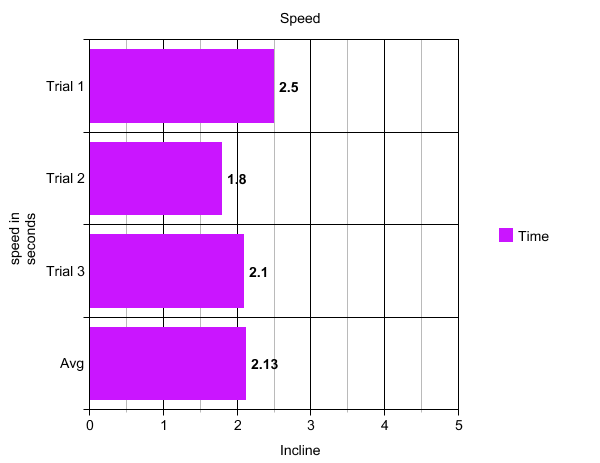 Speed
Trial 1
2.5
Trial 2
1.8
speed in
seconds
Time
Trial 3
2.1
Avg
2.13
0 1 2 3 4 5
Incline